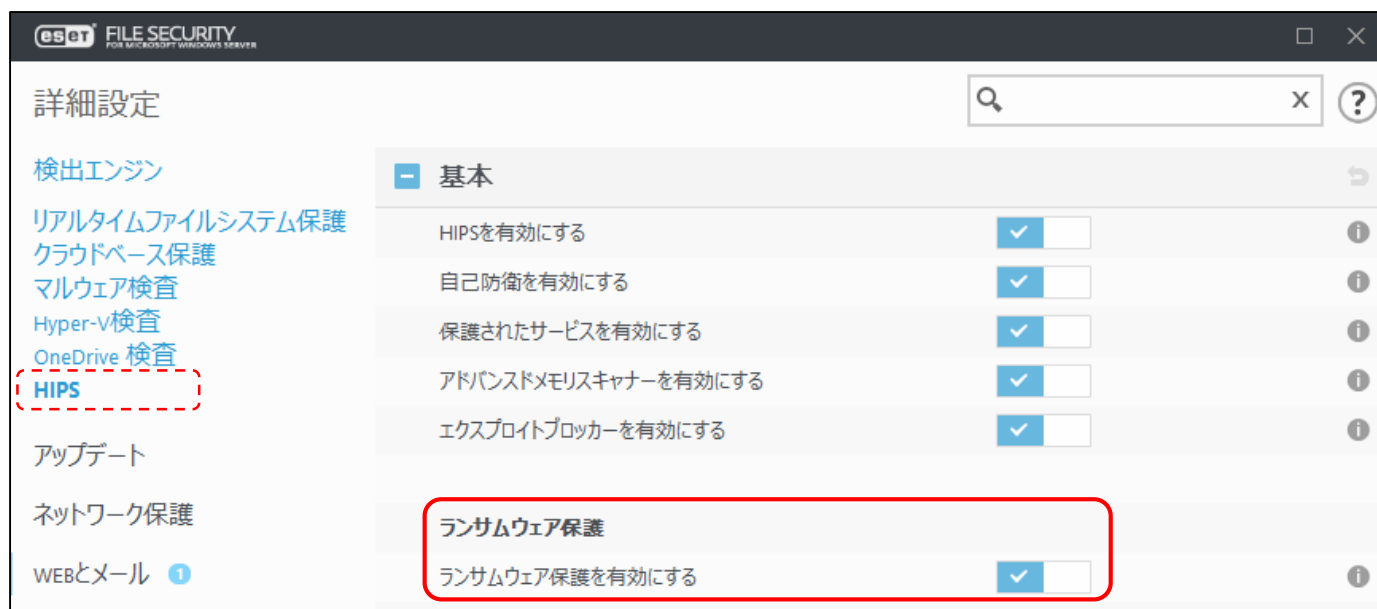 eset FILE SECURITY
FOR MICROSOFT WINDOWS SERVER
詳細設定
X
?
検出エンジン
リアルタイムファイルシステム保護
クラウドベース保護
マルウェア検査
Hyper-V検査
OneDrive 検査
HIPS
アップデート
ネットワーク保護
WEBとメール 1
基本
HIPSを有効にする
自己防衛を有効にする
保護されたサービスを有効にする
アドバンスドメモリスキャナーを有効にする
エクスプロイトブロッカーを有効にする
ランサムウェア保護
ランサムウェア保護を有効にする